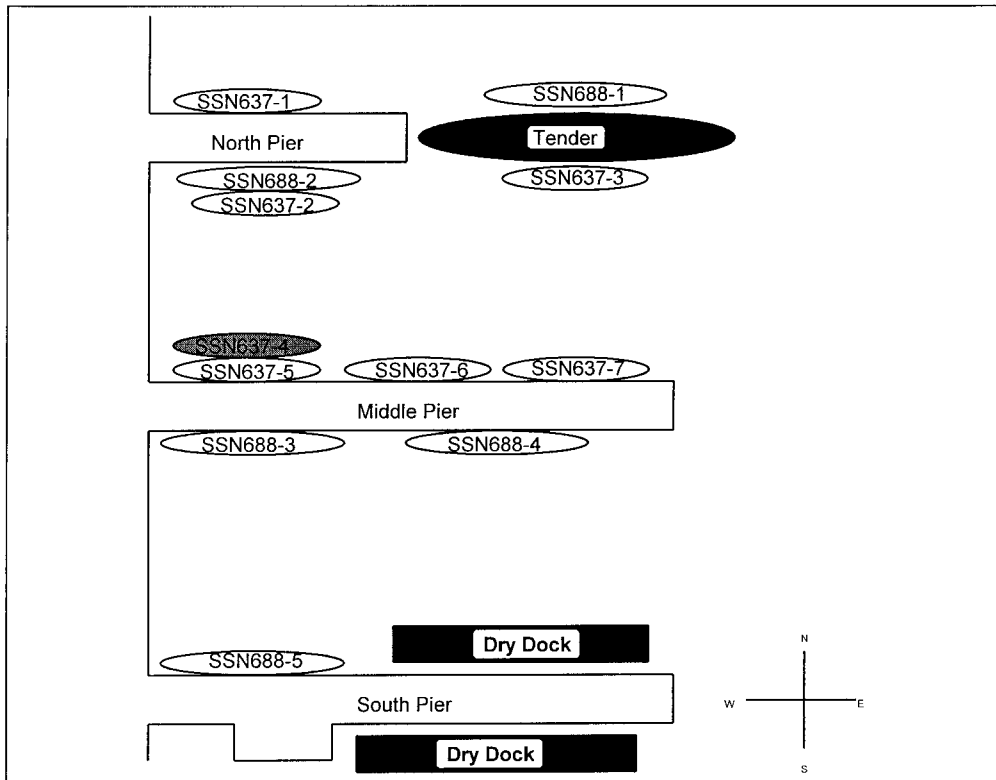 SSN637-1
SSN688-1
North Pier
Tender
SSN688-2
SSN637-3
SSN637-2
SSN637-4
SSN637-5
SSN637-6
SSN637-7
Middle Pier
SSN688-3
SSN688-4
Dry Dock
SSN688-5
South Pier
Dry Dock
N
W
E
S